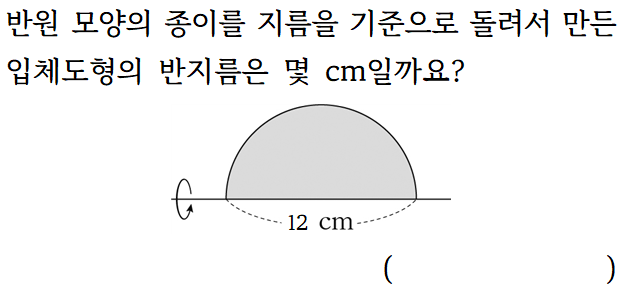 반원 모양의 종이를 지름을 기준으로 돌려서 만든
입체도형의 반지름은 몇 cm일까요?
12 cm
(                    )